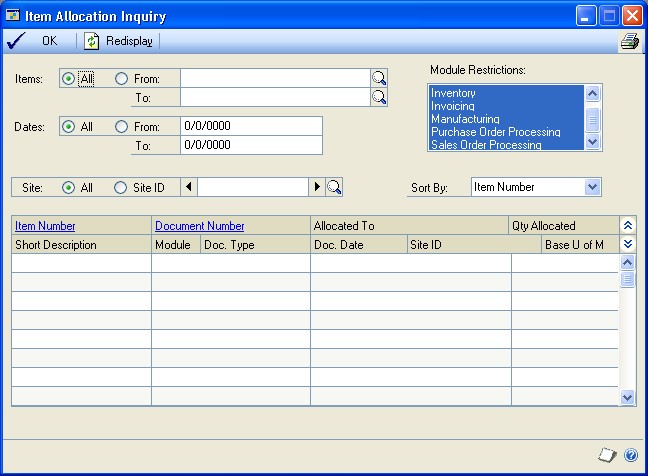 Item Allocation Inquiry
OK Redisplay
Items: All From:
To:
Module Restrictions:
Inventory
Invoicing
Manufacturing
Purchase Order Processing
Sales Order Processing
Dates: All From: 0/0/0000
To: 0/0/0000
Site: All Site ID
Sort By: Item Number
Item Number Document Number Allocated To Qty Allocated
Short Description Module Doc. Type Doc. Date Site ID Base U of M